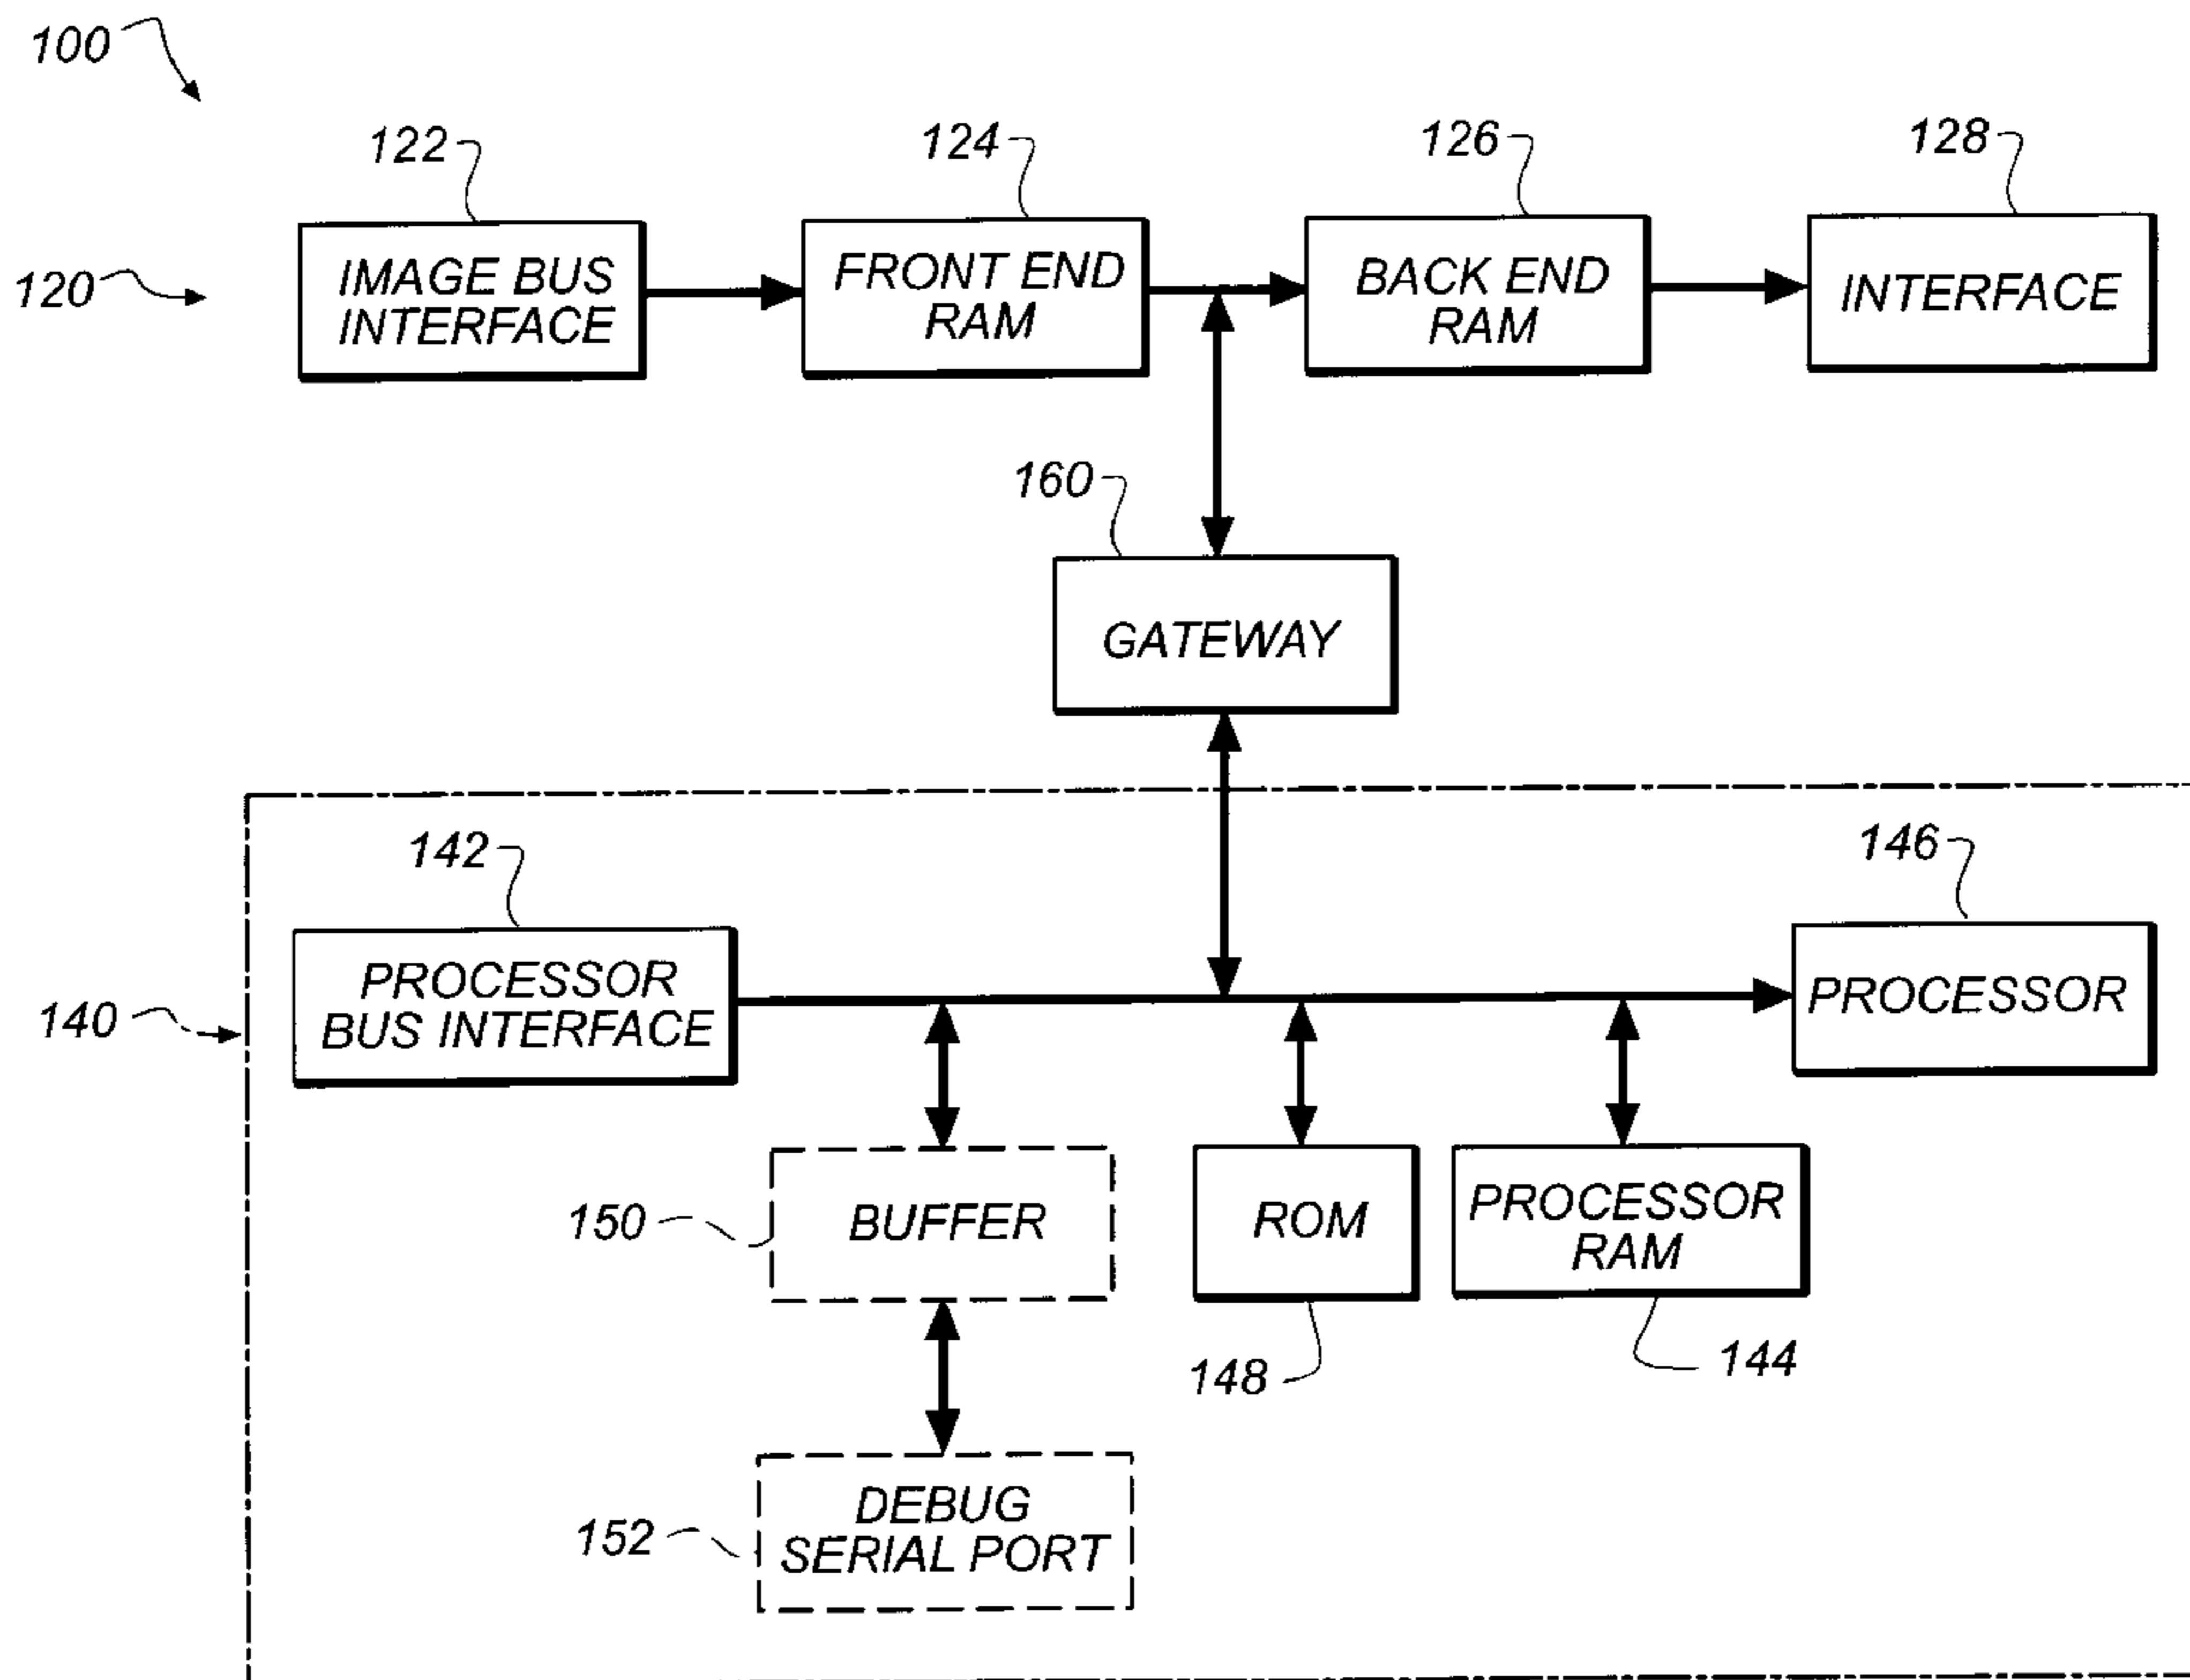 100
122
124
126
128
120
IMAGE BUS
INTERFACE
FRONT END
RAM
BACK END
RAM
INTERFACE
160
GATEWAY
142
146
140
PROCESSOR
BUS INTERFACE
PROCESSOR
150
BUFFER
ROM
PROCESSOR
RAM
148
144
152
DEBUG
SERIAL PORT